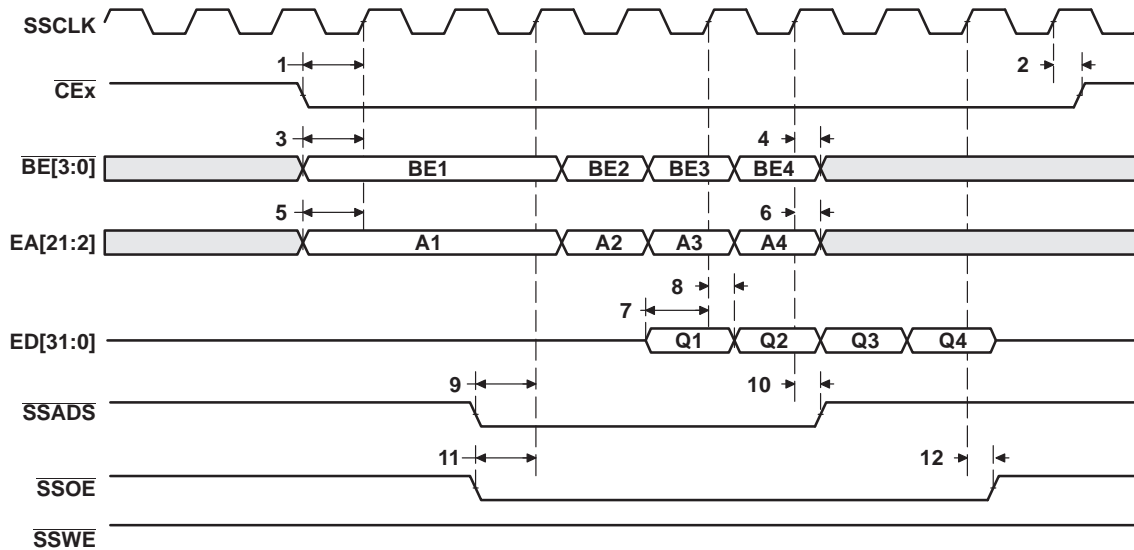 SSCLK
1
2
CEx
3
4
BE[3:0]
BE1
BE2
BE3
BE4
5
6
EA[21:2]
A1
A2
A3
A4
8
7
ED[31:0]
Q1
Q2
Q3
Q4
9
10
SSADS
11
12
SSOE
SSWE